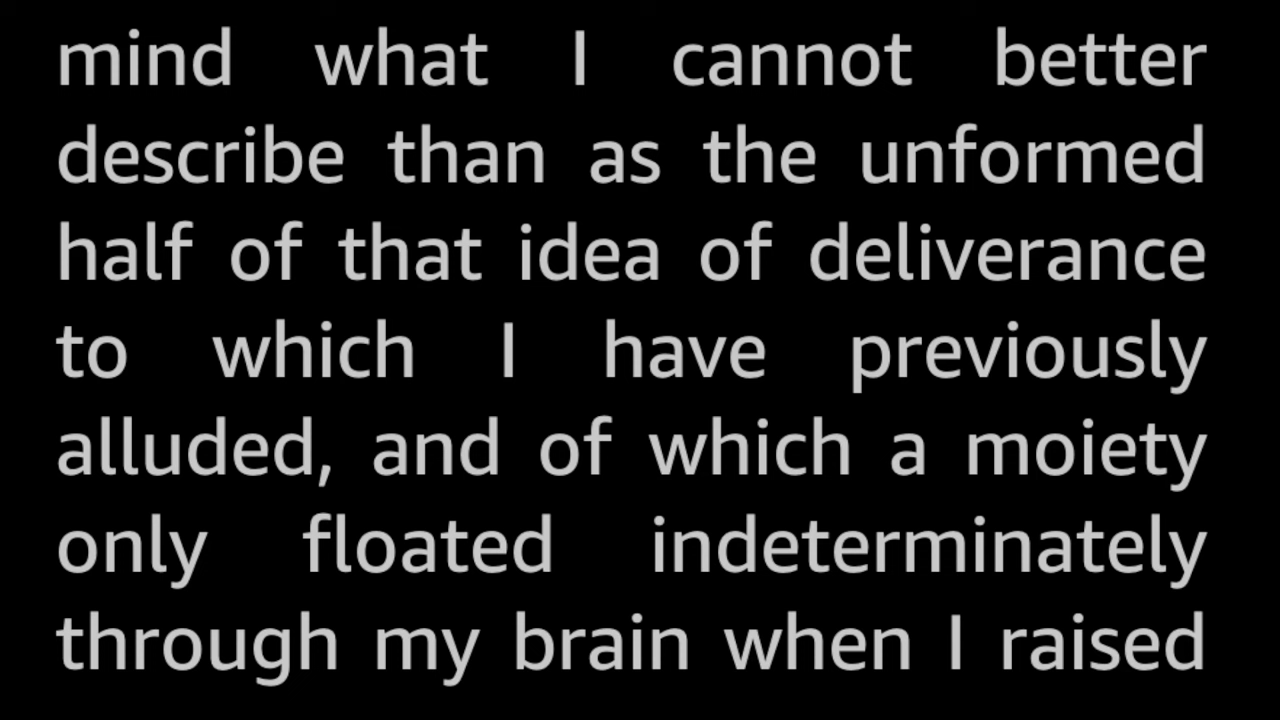 mind what I cannot better
describe than as the unformed
half of that idea of deliverance
to which I have previously
alluded, and of which a moiety
only floated indeterminately
through my brain when I raised